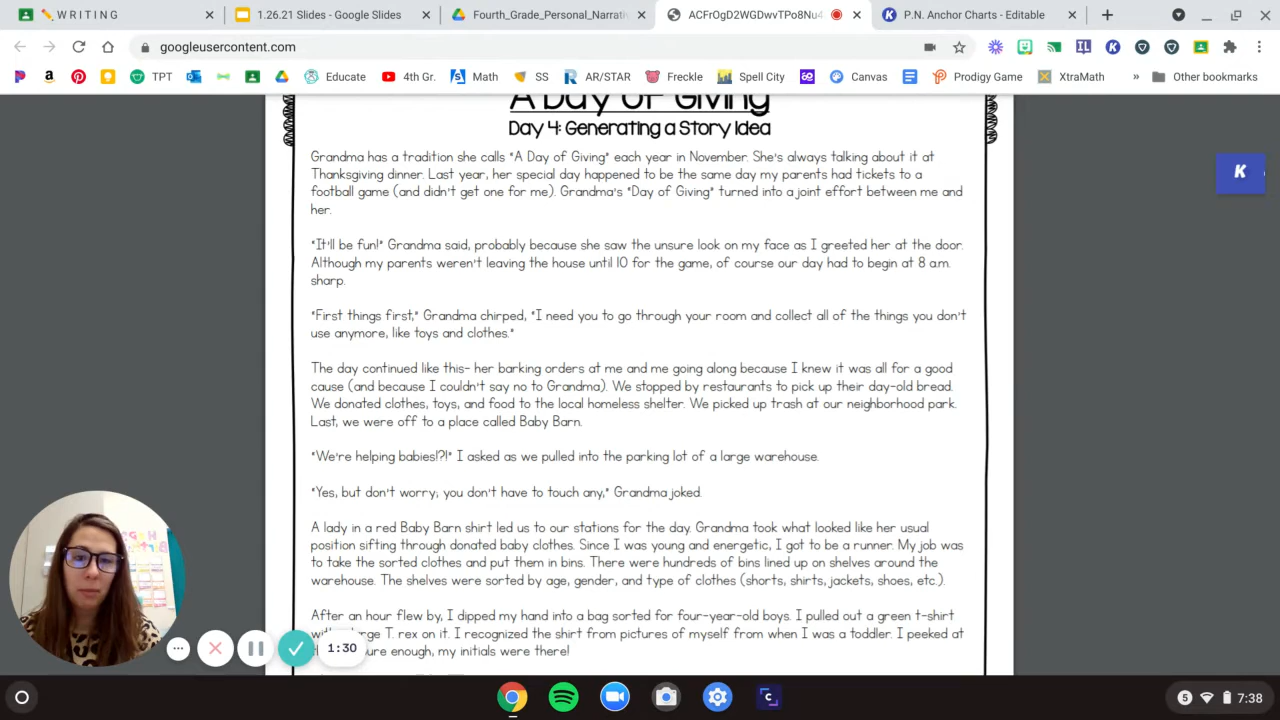 W R I T I N G
1.26.21 Slides - Google Slides
Fourth_Grade_Personal_Narrati
ACFrOgD2WGDwvTPo8Nu4
P.N. Anchor Charts - Editable
googleusercontent.com
TPT
Educate
4th Gr.
Math
SS
AR/STAR
Freckle
Spell City
Canvas
Prodigy Game
XtraMath
»
Other bookmarks
A Day of Giving
Day 4: Generating a Story Idea
Grandma has a tradition she calls "A Day of Giving" each year in November. She's always talking about it at
Thanksgiving dinner. Last year, her special day happened to be the same day my parents had tickets to a
football game (and didn't get one for me). Grandma's "Day of Giving" turned into a joint effort between me and
her.
"It'll be fun!" Grandma said, probably because she saw the unsure look on my face as I greeted her at the door.
Although my parents weren't leaving the house until 10 for the game, of course our day had to begin at 8 a.m.
sharp.
"First things first," Grandma chirped, "I need you to go through your room and collect all of the things you don't
use anymore, like toys and clothes."
The day continued like this- her barking orders at me and me going along because I knew it was all for a good
cause (and because I couldn't say no to Grandma). We stopped by restaurants to pick up their day-old bread.
We donated clothes, toys, and food to the local homeless shelter. We picked up trash at our neighborhood park.
Last, we were off to a place called Baby Barn.
"We're helping babies!?!" I asked as we pulled into the parking lot of a large warehouse.
"Yes, but don't worry; you don't have to touch any," Grandma joked.
A lady in a red Baby Barn shirt led us to our stations for the day. Grandma took what looked like her usual
position sifting through donated baby clothes. Since I was young and energetic, I got to be a runner. My job was
to take the sorted clothes and put them in bins. There were hundreds of bins lined up on shelves around the
warehouse. The shelves were sorted by age, gender, and type of clothes (shorts, shirts, jackets, shoes, etc.).
After an hour flew by, I dipped my hand into a bag sorted for four-year-old boys. I pulled out a green t-shirt
T. rex on it. I recognized the shirt from pictures of myself from when I was a toddler. I peeked at
enough, my initials were there!
K
1:30
5
7:38